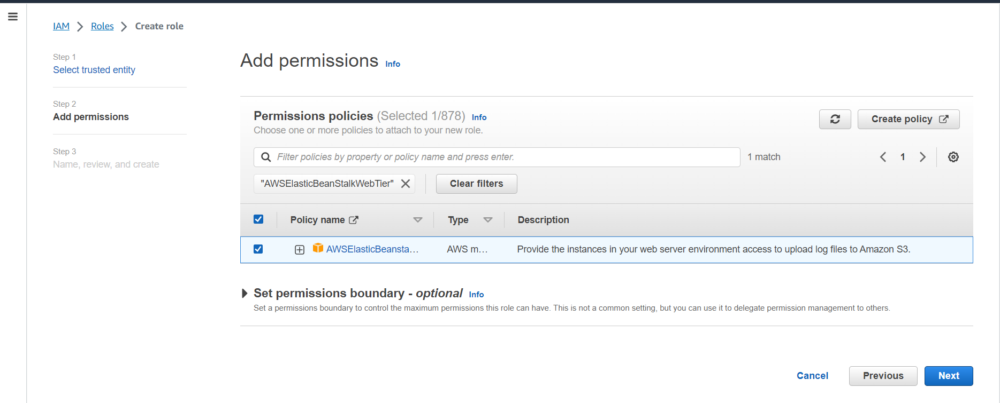 IAM > Roles > Create role
Step 1
Select trusted entity
Step 2
Add permissions
Step 3
Name, review, and create
Add permissions Info
Permissions policies (Selected 1/878) Info
Choose one or more policies to attach to your new role.
Create policy
Filter policies by property or policy name and press enter.
1 match
1
"AWSElasticBeanStalkWebTier"
Clear filters
Policy name Type Description
AWSElasticBeansta... AWS m... Provide the instances in your web server environment access to upload log files to Amazon S3.
Set permissions boundary - optional Info
Set a permissions boundary to control the maximum permissions this role can have. This is not a common setting, but you can use it to delegate permission management to others.
Cancel Previous Next